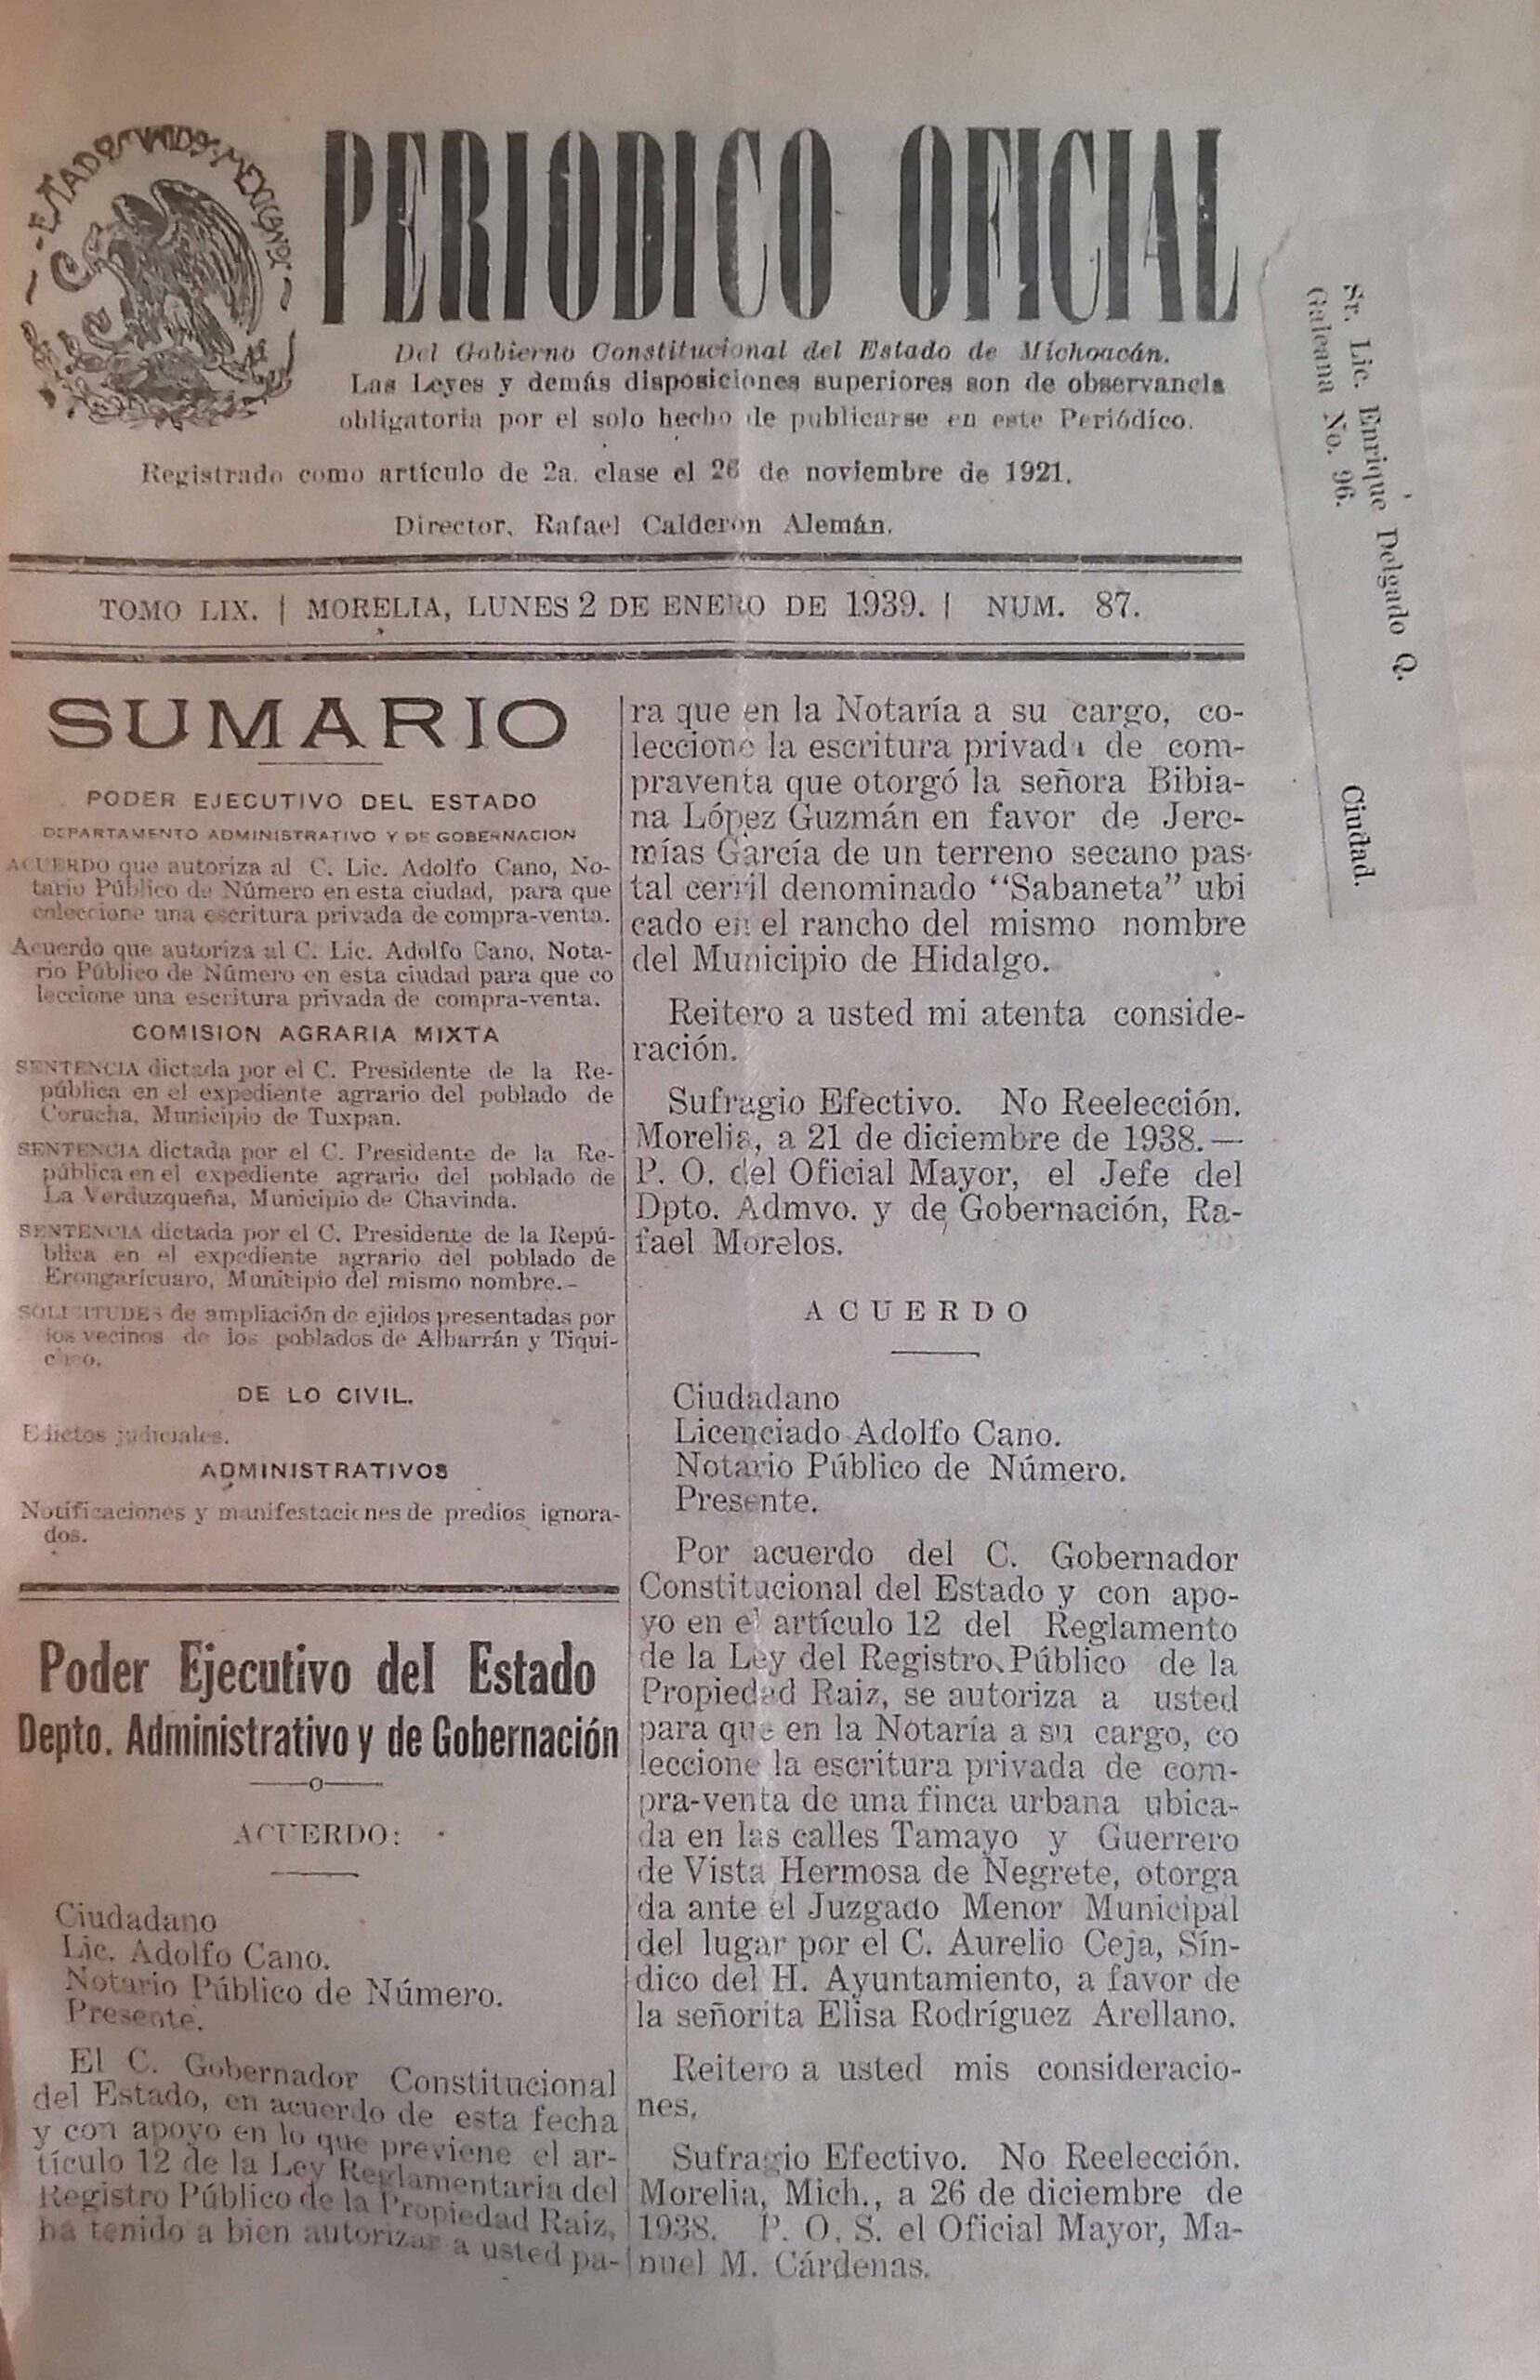 ESTADOS UNIDOS MEXICANOS
PERIODICO OFICIAL
Del Gobierno Constitucional del Estado de Michoacán.
Las Leyes y demás disposiciones superiores son de observancia
obligatoria por el solo hecho de publicarse en este Periódico.
Registrado como artículo de 2a. clase el 26 de noviembre de 1921.
Director, Rafael Calderon Alemán.
Sr. Lic. Enrique Delgado Q.
Galeana No. 96.
Ciudad.
TOMO LIX. | MORELIA, LUNES 2 DE ENERO DE 1939. | NUM. 87.
SUMARIO
PODER EJECUTIVO DEL ESTADO
DEPARTAMENTO ADMINISTRATIVO Y DE GOBERNACION
ACUERDO que autoriza al C. Lic. Adolfo Cano, No-
tario Público de Número en esta ciudad, para que
coleccione una escritura privada de compra-venta.
Acuerdo que autoriza al C. Lic. Adolfo Cano, Nota-
rio Público de Número en esta ciudad para que co
leccione una escritura privada de compra-venta.
COMISION AGRARIA MIXTA
SENTENCIA dictada por el C. Presidente de la Re-
pública en el expediente agrario del poblado de
Corucha, Municipio de Tuxpan.
SENTENCIA dictada por el C. Presidente de la Re-
pública en el expediente agrario del poblado de
La Verduzqueña, Municipio de Chavinda.
SENTENCIA dictada por el C. Presidente de la Repú-
blica en el expediente agrario del poblado de
Erongarícuaro, Municipio del mismo nombre.-
SOLICITUDES de ampliación de ejidos presentadas por
los vecinos de los poblados de Albarrán y Tiqui-
cheo.
DE LO CIVIL.
Edictos judiciales.
ADMINISTRATIVOS
Notificaciones y manifestaciones de predios ignora-
dos.
Poder Ejecutivo del Estado
Depto. Administrativo y de Gobernación
ACUERDO:
Ciudadano
Lic. Adolfo Cano.
Notario Público de Número.
Presente.
El C. Gobernador Constitucional
del Estado, en acuerdo de esta fecha
y con apoyo en lo que previene el ar-
tículo 12 de la Ley Reglamentaria del
Registro Público de la Propiedad Raiz,
ha tenido a bien autorizar a usted pa-
ra que en la Notaría a su cargo, co-
leccione la escritura privada de com-
praventa que otorgó la señora Bibia-
na López Guzmán en favor de Jere-
mías García de un terreno secano pas-
tal cerril denominado “Sabaneta” ubi
cado en el rancho del mismo nombre
del Municipio de Hidalgo.
Reitero a usted mi atenta conside-
ración.
Sufragio Efectivo. No Reelección.
Morelia, a 21 de diciembre de 1938.—
P. O. del Oficial Mayor, el Jefe del
Dpto. Admvo. y de Gobernación, Ra-
fael Morelos.
ACUERDO
Ciudadano
Licenciado Adolfo Cano.
Notario Público de Número.
Presente.
Por acuerdo del C. Gobernador
Constitucional del Estado y con apo-
yo en el artículo 12 del Reglamento
de la Ley del Registro Público de la
Propiedad Raiz, se autoriza a usted
para que en la Notaría a su cargo, co
leccione la escritura privada de com-
pra-venta de una finca urbana ubica-
da en las calles Tamayo y Guerrero
de Vista Hermosa de Negrete, otorga
da ante el Juzgado Menor Municipal
del lugar por el C. Aurelio Ceja, Sín-
dico del H. Ayuntamiento, a favor de
la señorita Elisa Rodríguez Arellano.
Reitero a usted mis consideracio-
nes,
Sufragio Efectivo. No Reelección.
Morelia, Mich., a 26 de diciembre de
1938. P. O. S. el Oficial Mayor, Ma-
nuel M. Cárdenas.